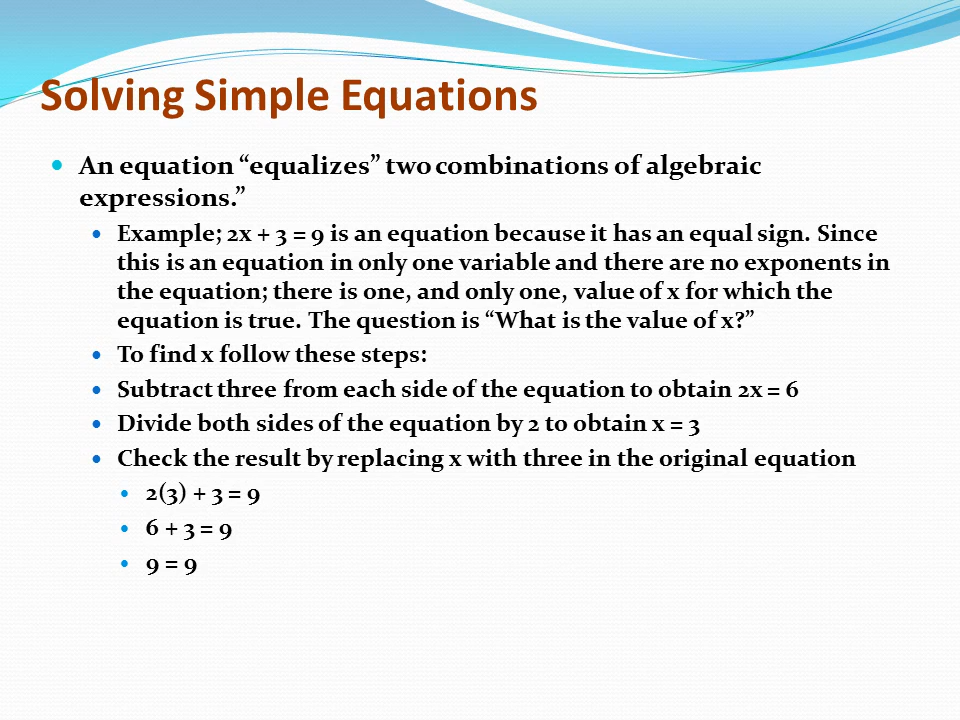 Solving Simple Equations
An equation “equalizes” two combinations of algebraic
expressions.”
Example; 2x + 3 = 9 is an equation because it has an equal sign. Since
this is an equation in only one variable and there are no exponents in
the equation; there is one, and only one, value of x for which the
equation is true. The question is “What is the value of x?”
To find x follow these steps:
Subtract three from each side of the equation to obtain 2x = 6
Divide both sides of the equation by 2 to obtain x = 3
Check the result by replacing x with three in the original equation
2(3) + 3 = 9
6 + 3 = 9
9 = 9